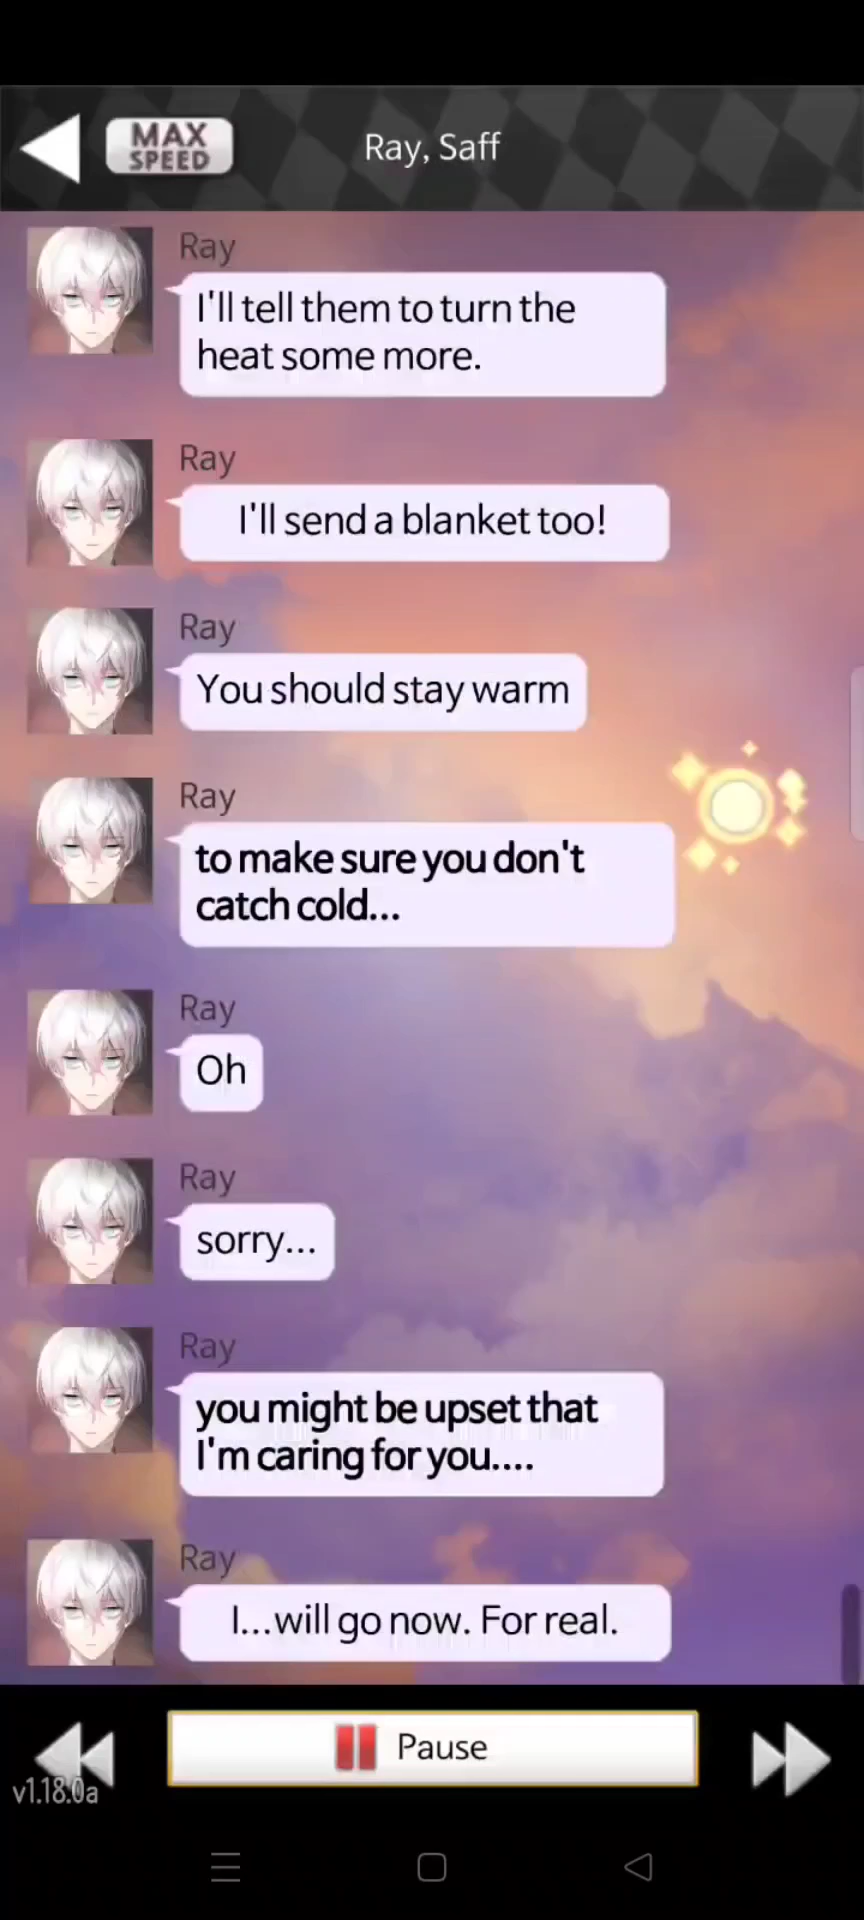 MAX
SPEED
Ray, Saff
Ray
I'll tell them to turn the
heat some more.
Ray
I'll send a blanket too!
Ray
You should stay warm
Ray
to make sure you don't
catch cold...
Ray
Oh
Ray
sorry...
Ray
you might be upset that
I'm caring for you....
Ray
I...will go now. For real.
Pause
v1.18.0a